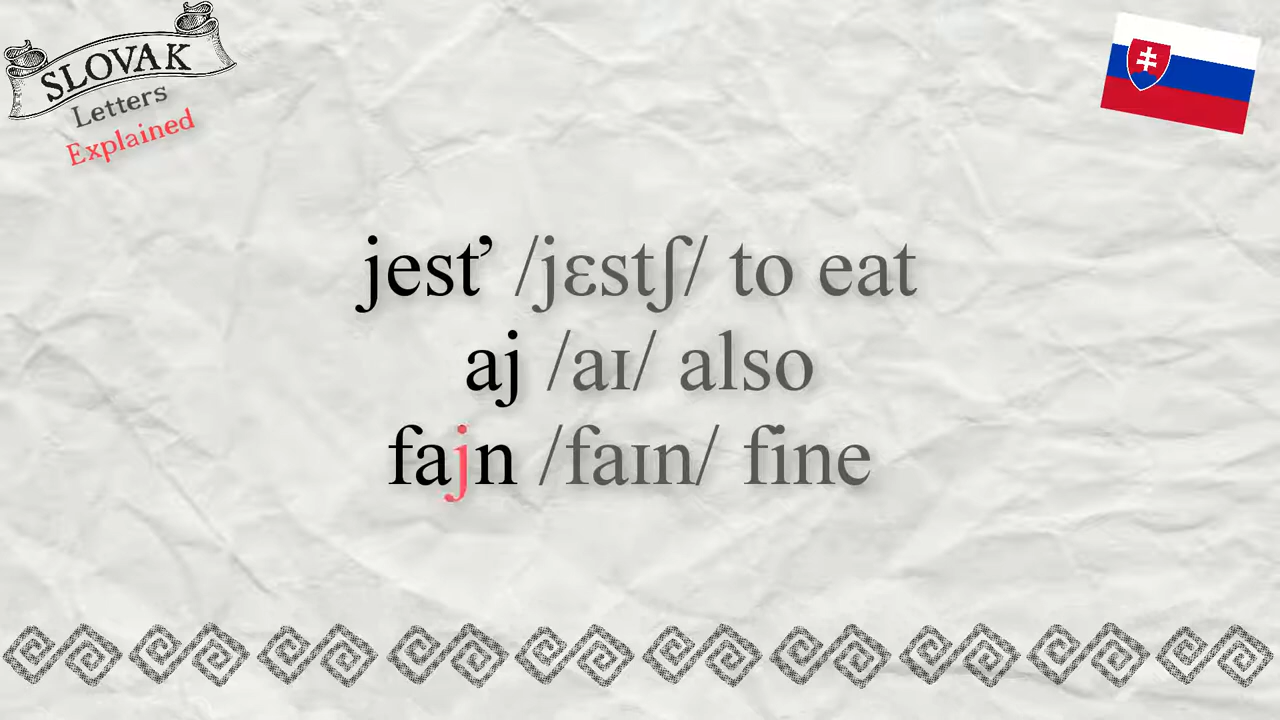 SLOVAK
Letters
Explained
jesť /jɛstʃ/ to eat
aj /aɪ/ also
fajn /faɪn/ fine